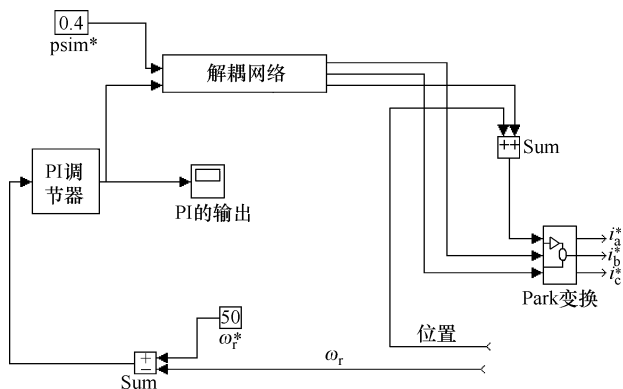 0.4
psim*
解耦网络
++
Sum
PI调
节器
PI的输出
i*a
i*b
i*c
Park变换
50
ω*r
位置
+
−
Sum
ωr